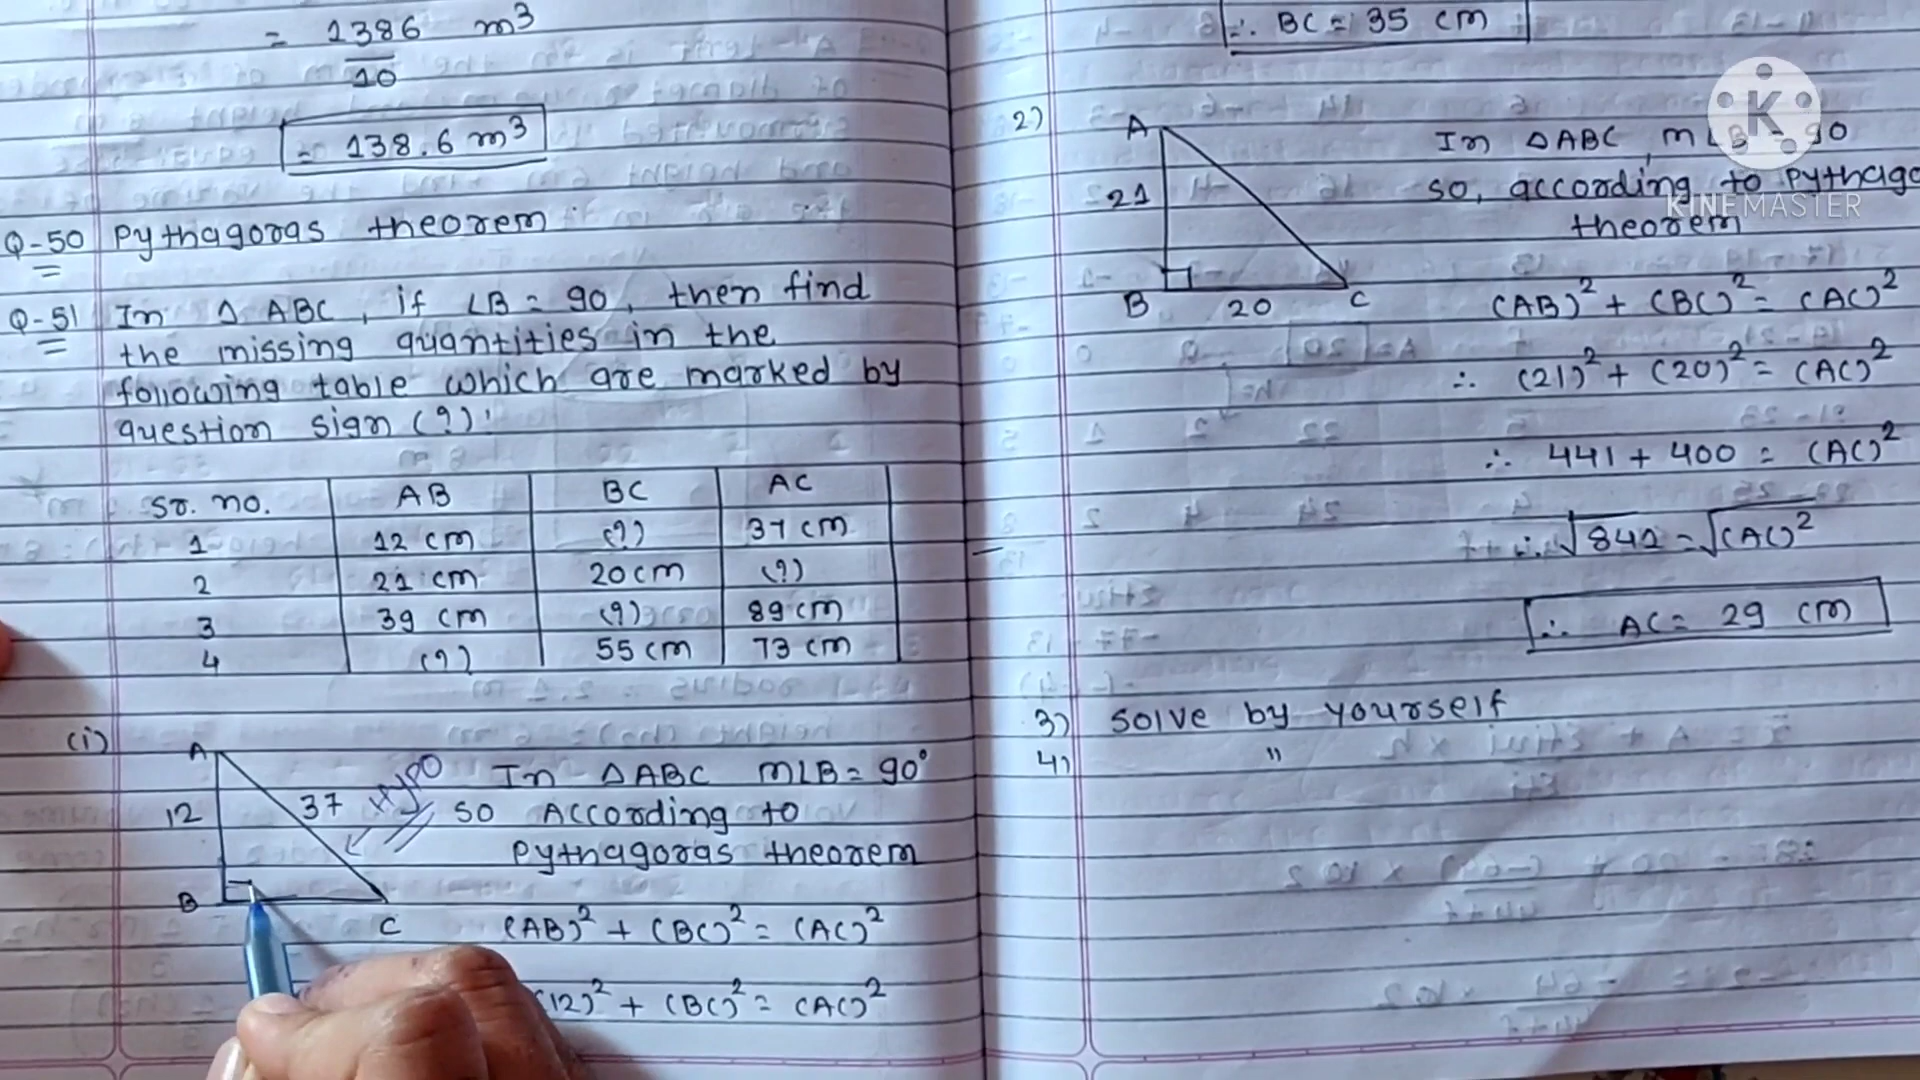 = 1386 m³
10
= 138.6 m³
Q-50 Pythagoras theorem.
Q-51 In △ ABC, if ∠B = 90, then find
the missing quantities in the
following table which are marked by
question sign (?).
Sr. no. AB BC AC
1 12 cm (?) 37 cm
2 21 cm 20 cm (?)
3 39 cm (?) 89 cm
4 (?) 55 cm 73 cm
(i)
A
12
37
Hypo
B
C
In △ABC m∠B = 90°
so According to
Pythagoras theorem
(AB)² + (BC)² = (AC)²
(12)² + (BC)² = (AC)²
∴ BC = 35 cm
2)
A
21
B
20
C
In △ABC, m∠B = 90
so, according to Pythago
theorem
(AB)² + (BC)² = (AC)²
∴ (21)² + (20)² = (AC)²
∴ 441 + 400 = (AC)²
∴ √841 = √(AC)²
∴ AC = 29 cm
3) Solve by yourself
4) "
K
KINEMASTER